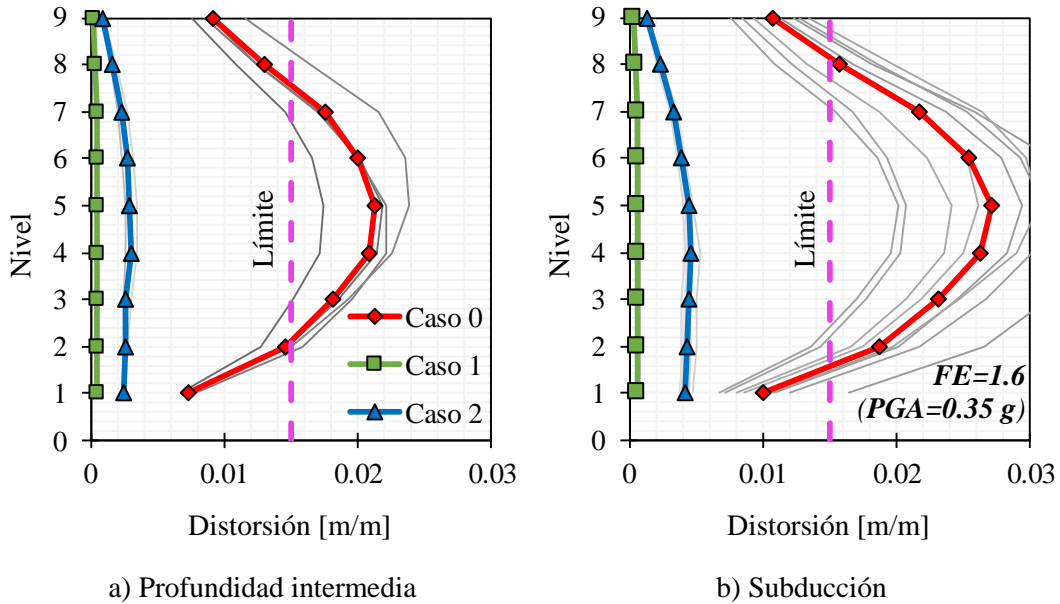 9
8
7
6
5
4
3
2
1
0
Nivel
Límite
Caso 0
Caso 1
Caso 2
0
0.01
0.02
0.03
Distorsión [m/m]
a) Profundidad intermedia
9
8
7
6
5
4
3
2
1
0
Nivel
Límite
FE=1.6
(PGA=0.35 g)
0
0.01
0.02
0.03
Distorsión [m/m]
b) Subducción